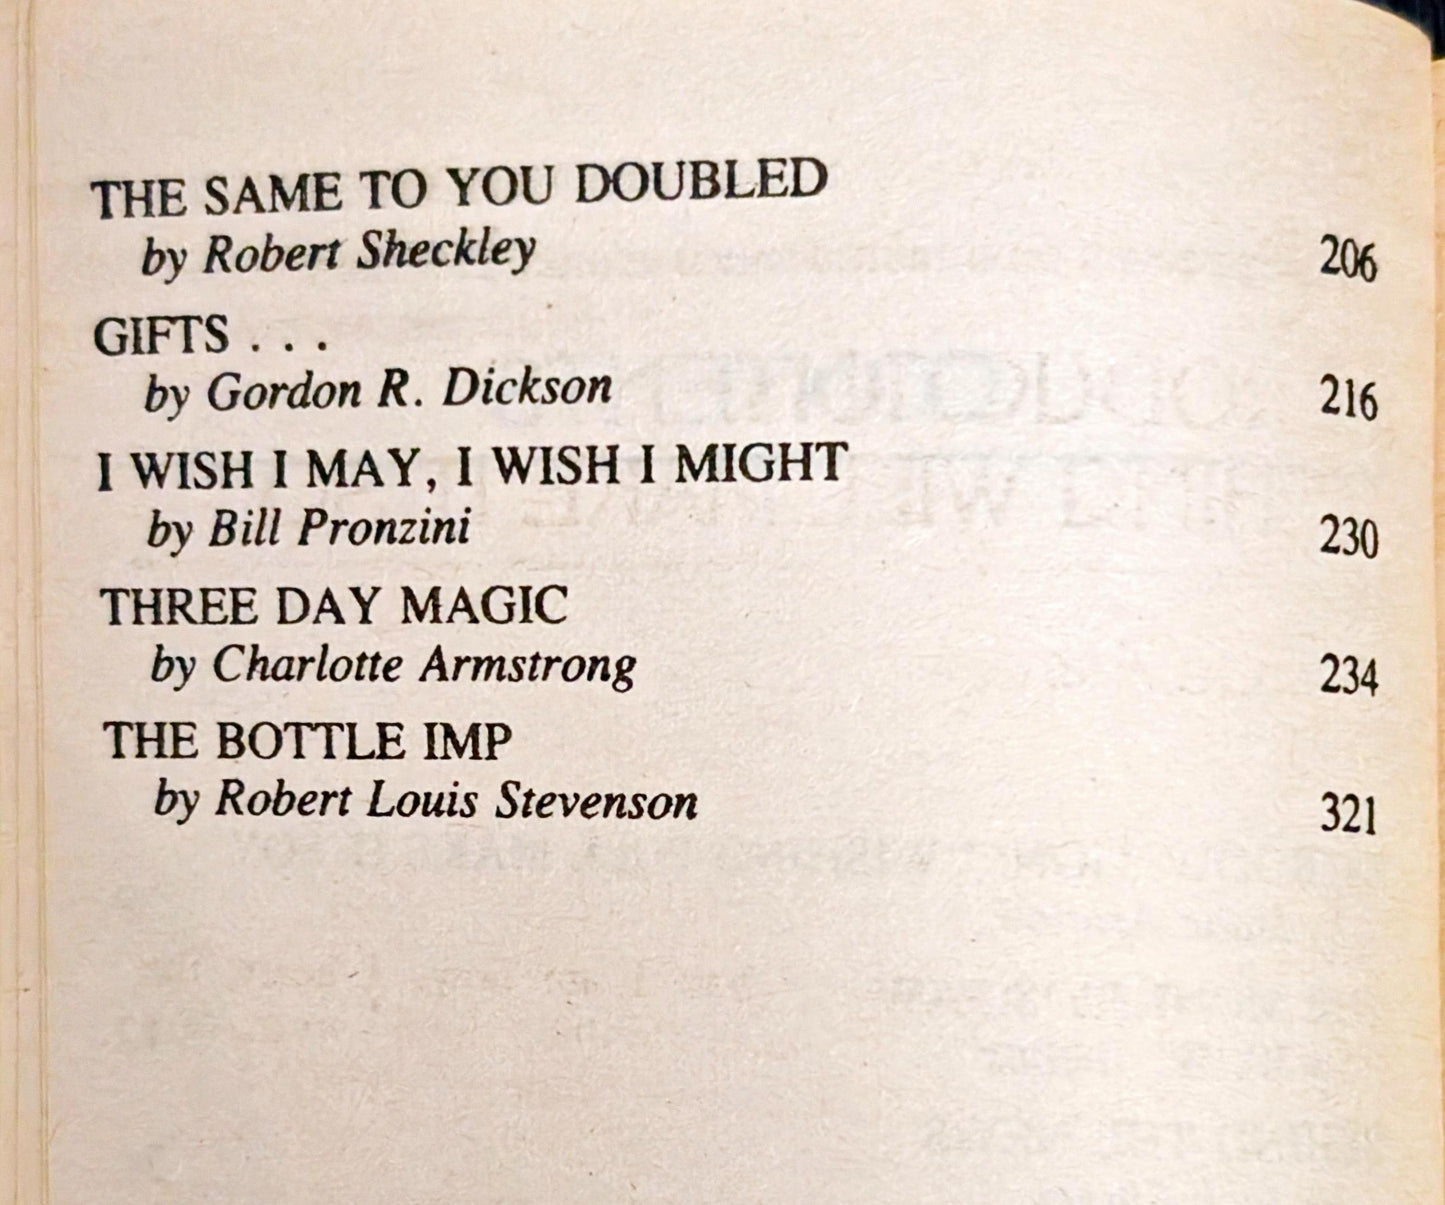 THE SAME TO YOU DOUBLED
by Robert Sheckley 206
GIFTS . . .
by Gordon R. Dickson 216
I WISH I MAY, I WISH I MIGHT
by Bill Pronzini 230
THREE DAY MAGIC
by Charlotte Armstrong 234
THE BOTTLE IMP
by Robert Louis Stevenson 321